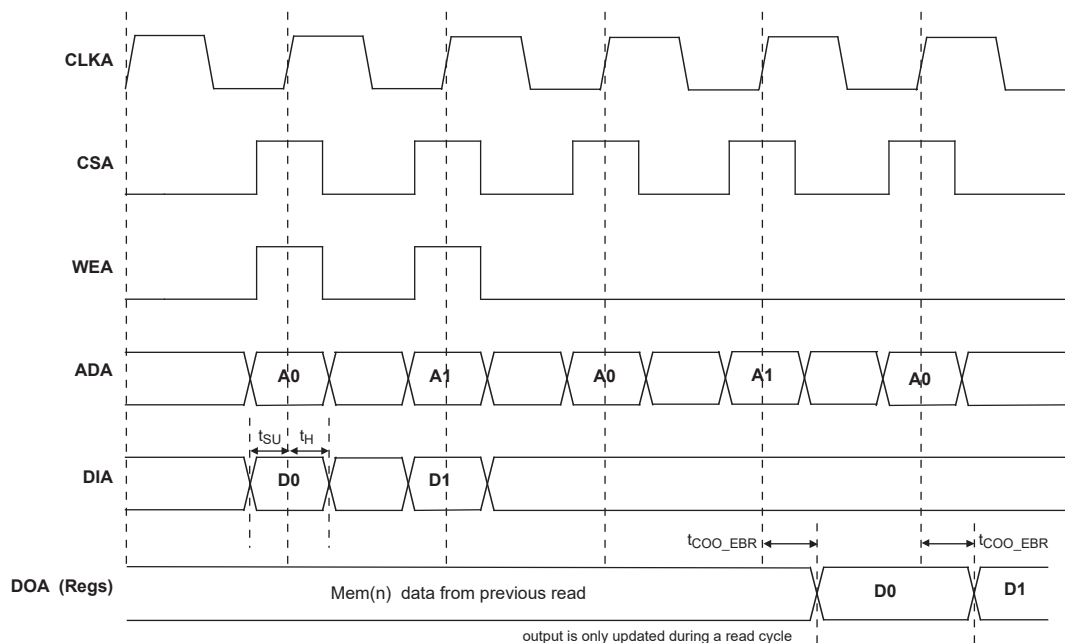 CLKA
CSA
WEA
ADA
A0
A1
A0
A1
A0
tSU
tH
DIA
D0
D1
tCOO_EBR
tCOO_EBR
DOA (Regs)
Mem(n) data from previous read
D0
D1
output is only updated during a read cycle